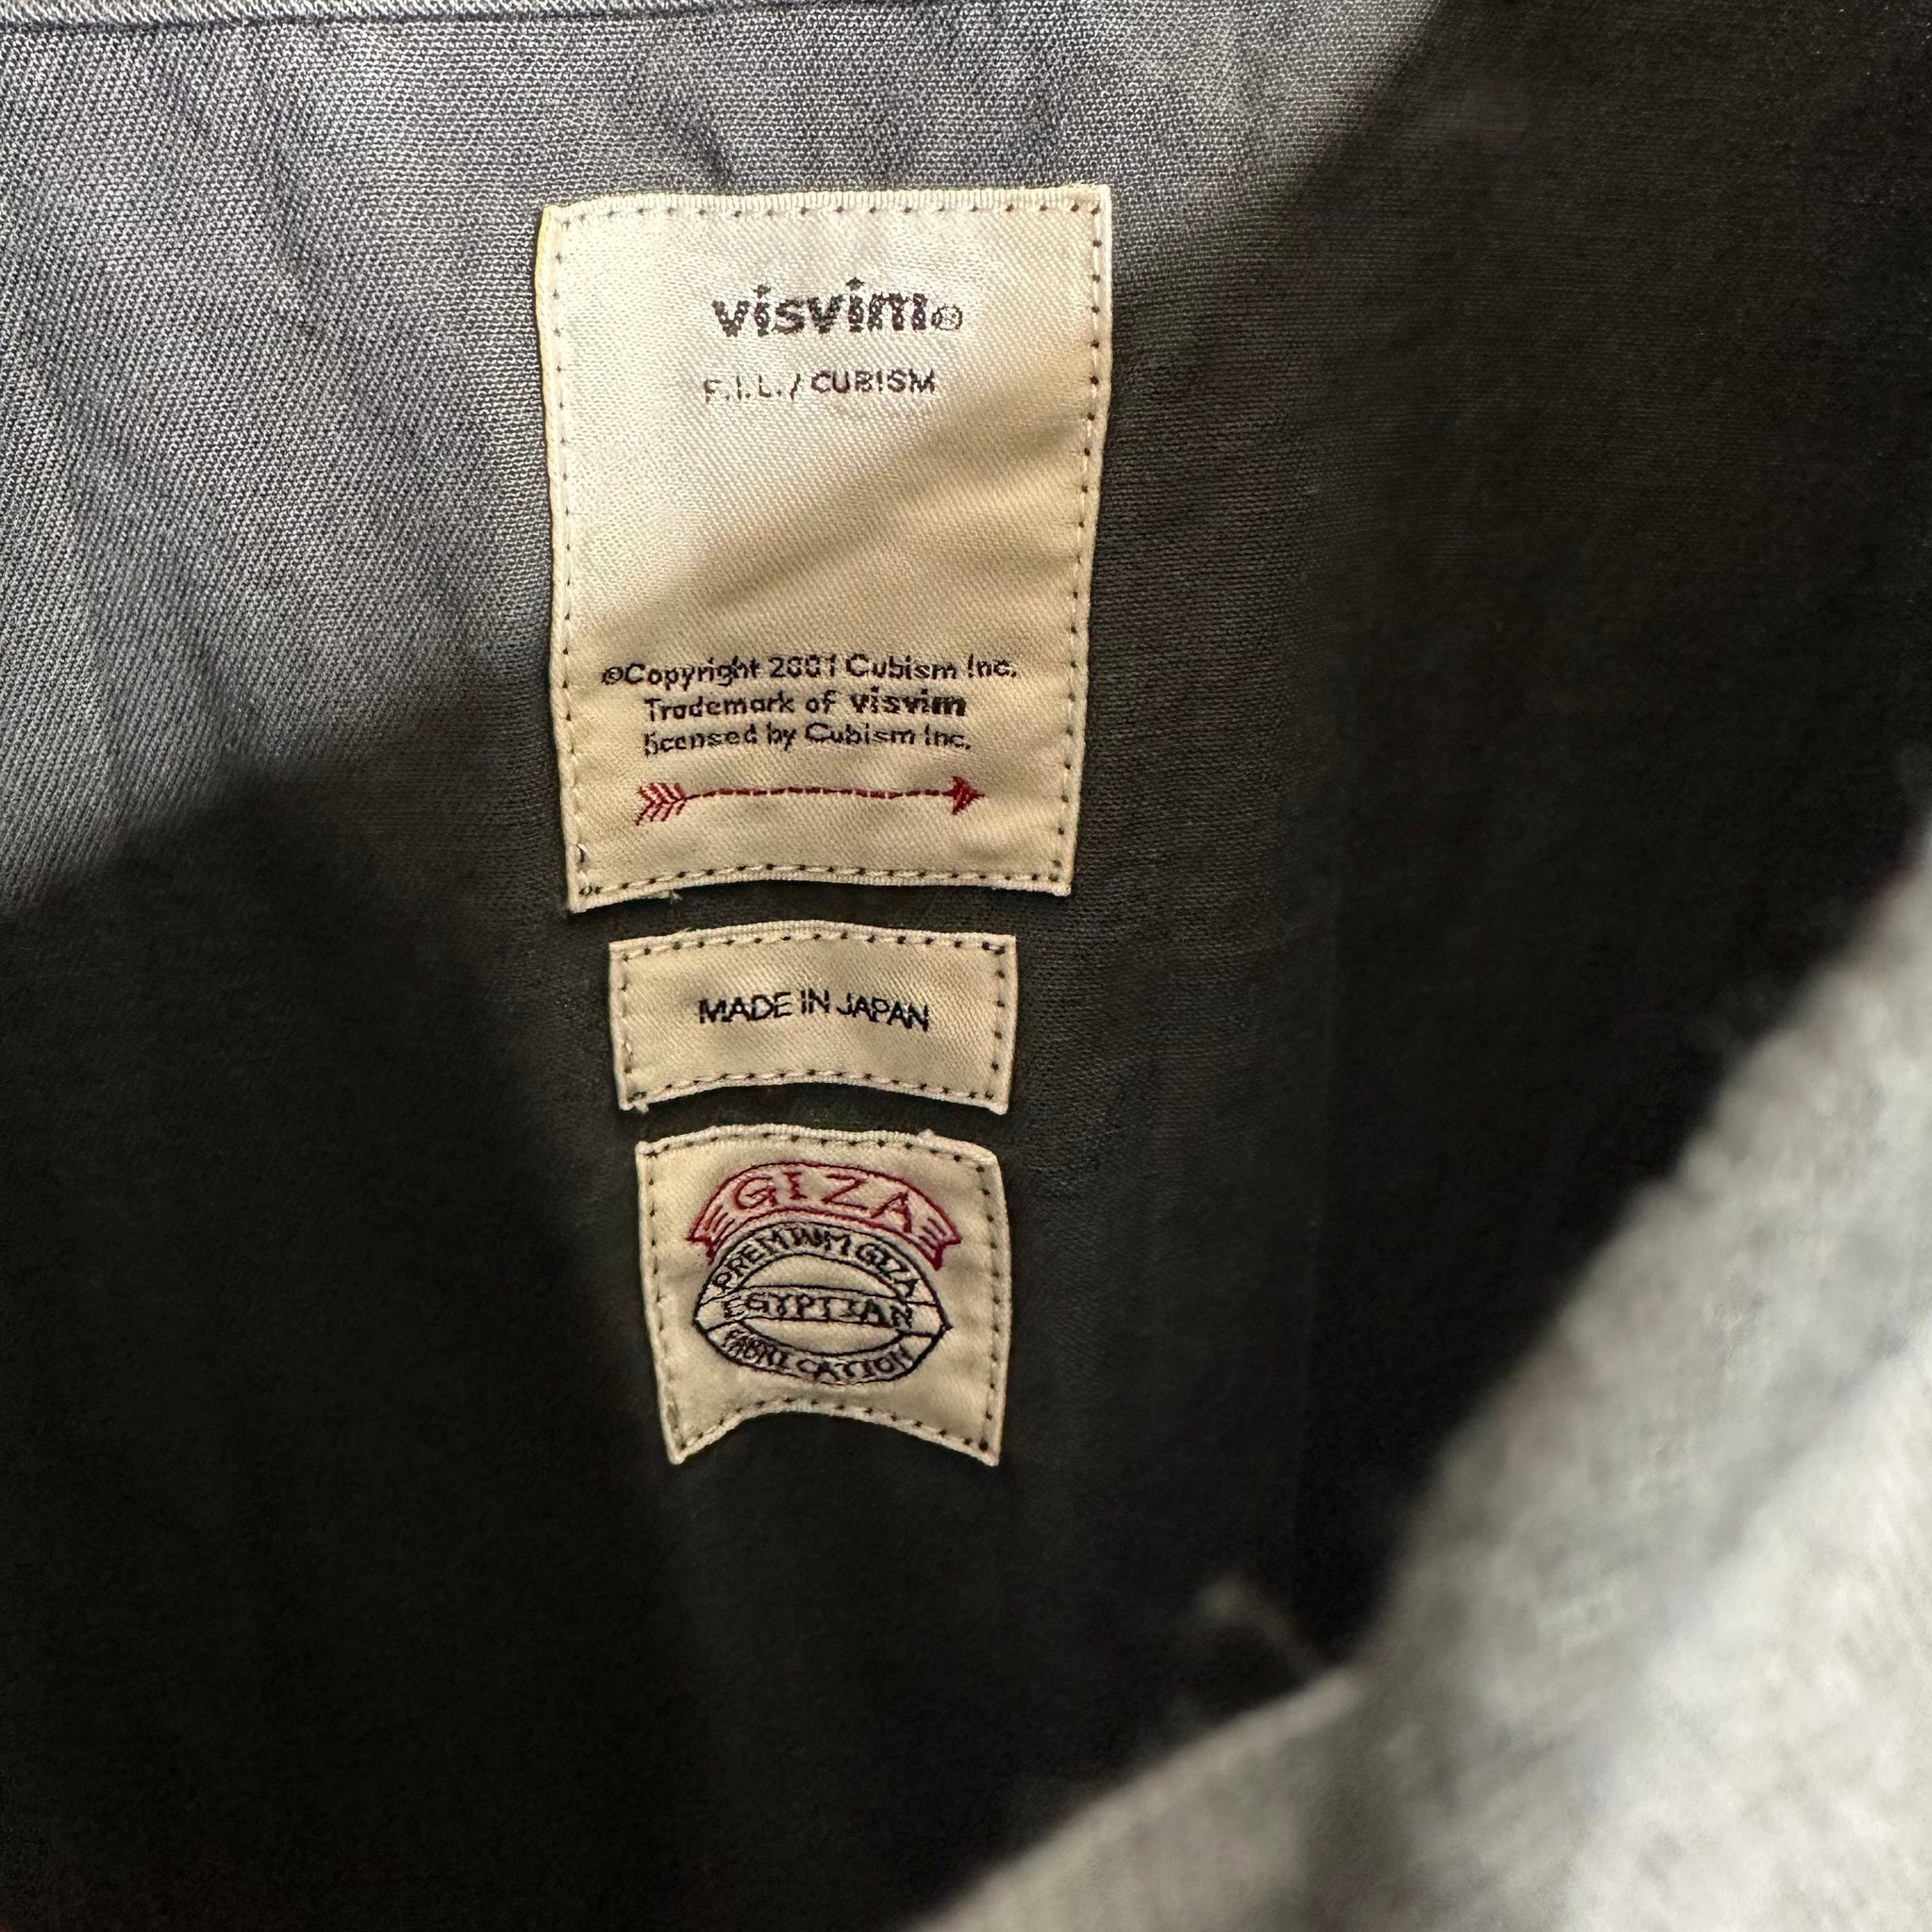 visvim®
F.I.L. / CUBISM
©Copyright 2001 Cubism Inc.
Trademark of visvim
licensed by Cubism Inc.
MADE IN JAPAN
GIZA
PREMIUM GIZA
EGYPTIAN
FABRICATION